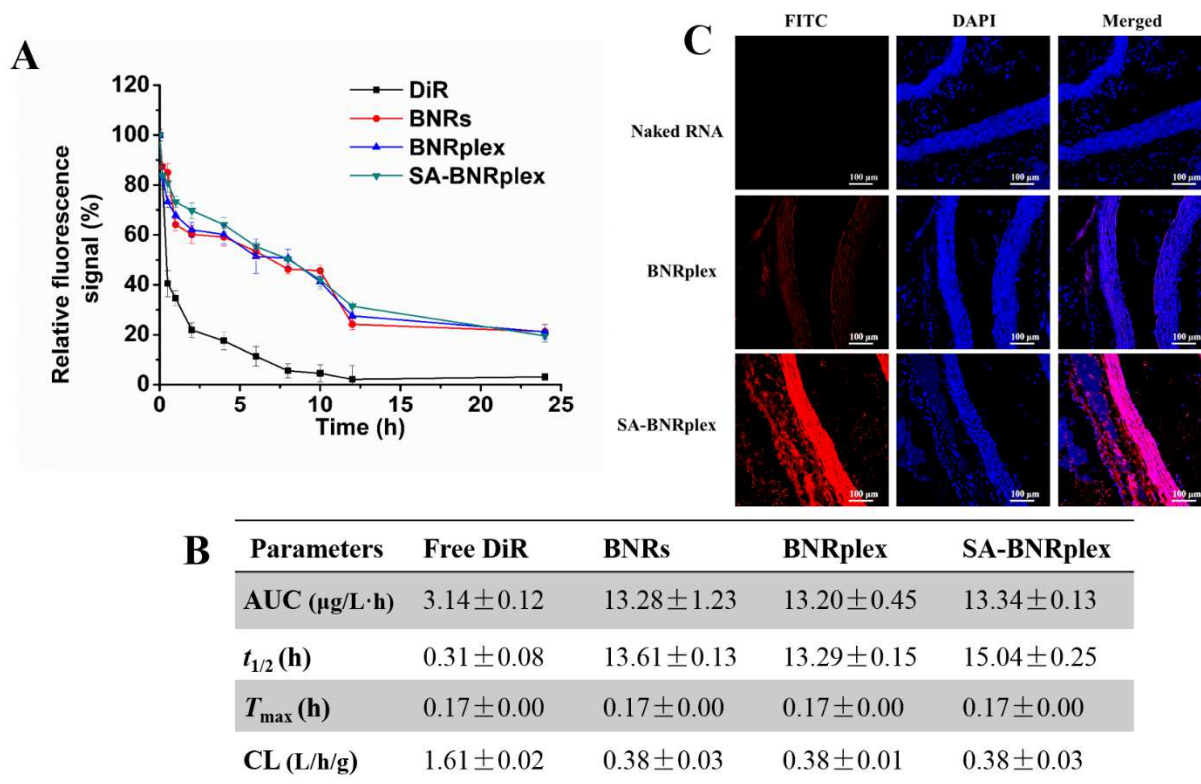 A
Relative fluorescence
signal (%)
120
100
80
60
40
20
0
DiR
BNRs
BNRplex
SA-BNRplex
0 5 10 15 20 25
Time (h)
C
FITC DAPI Merged
Naked RNA
100 μm 100 μm 100 μm
BNRplex
100 μm 100 μm 100 μm
SA-BNRplex
100 μm 100 μm 100 μm
B
Parameters Free DiR BNRs BNRplex SA-BNRplex
AUC (μg/L·h) 3.14±0.12 13.28±1.23 13.20±0.45 13.34±0.13
t1/2 (h) 0.31±0.08 13.61±0.13 13.29±0.15 15.04±0.25
Tmax (h) 0.17±0.00 0.17±0.00 0.17±0.00 0.17±0.00
CL (L/h/g) 1.61±0.02 0.38±0.03 0.38±0.01 0.38±0.03